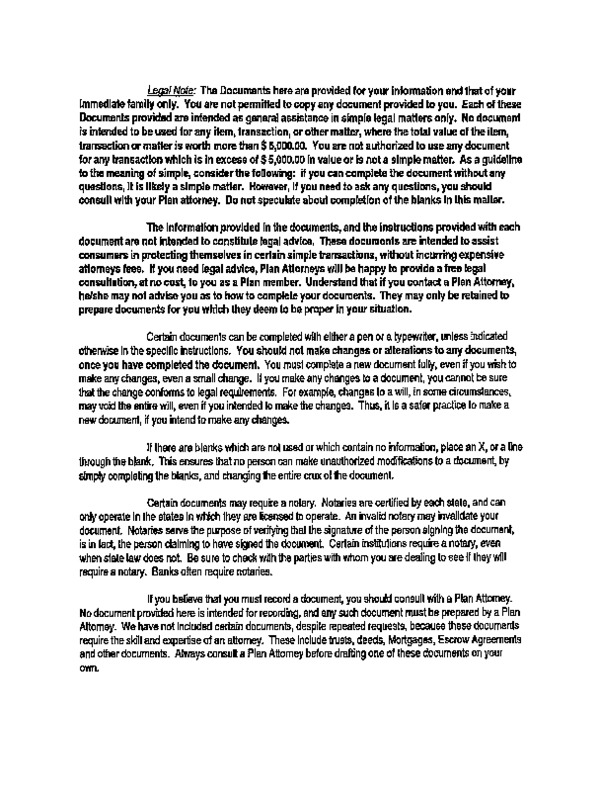 Legal Note: The Documents here are provided for your information and that of your
immediate family only. You are not permitted to copy any document provided to you. Each of these
Documents provided are intended as general assistance in simple legal matters only. No document
is intended to be used for any item, transaction, or other matter, where the total value of the item,
transaction or matter is worth more than $ 5,000.00. You are not authorized to use any document
for any transaction which is in excess of $ 5,000.00 in value or is not a simple matter. As a guideline
to the meaning of simple, consider the following: if you can complete the document without any
questions, it is likely a simple matter. However, if you need to ask any questions, you should
consult with your Plan attorney. Do not speculate about completion of the blanks in this matter.
The information provided in the documents, and the instructions provided with each
document are not intended to constitute legal advice. These documents are intended to assist
consumers in protecting themselves in certain simple transactions, without incurring expensive
attorneys fees. If you need legal advice, Plan Attorneys will be happy to provide a free legal
consultation, at no cost, to you as a Plan member. Understand that if you contact a Plan Attorney,
he/she may not advise you as to how to complete your documents. They may only be retained to
prepare documents for you which they deem to be proper in your situation.
Certain documents can be completed with either a pen or a typewriter, unless indicated
otherwise in the specific instructions. You should not make changes or alterations to any documents,
once you have completed the document. You must complete a new document fully, even if you wish to
make any changes, even a small change. If you make any changes to a document, you cannot be sure
that the change conforms to legal requirements. For example, changes to a will, in some circumstances,
may void the entire will, even if you intended to make the changes. Thus, it is a safer practice to make a
new document, if you intend to make any changes.
If there are blanks which are not used or which contain no information, place an X, or a line
through the blank. This ensures that no person can make unauthorized modifications to a document, by
simply completing the blanks, and changing the entire crux of the document.
Certain documents may require a notary. Notaries are certified by each state, and can
only operate in the states in which they are licensed to operate. An invalid notary may invalidate your
document. Notaries serve the purpose of verifying that the signature of the person signing the document,
is in fact, the person claiming to have signed the document. Certain institutions require a notary, even
when state law does not. Be sure to check with the parties with whom you are dealing to see if they will
require a notary. Banks often require notaries.
If you believe that you must record a document, you should consult with a Plan Attorney.
No document provided here is intended for recording, and any such document must be prepared by a Plan
Attorney. We have not included certain documents, despite repeated requests, because these documents
require the skill and expertise of an attorney. These include trusts, deeds, Mortgages, Escrow Agreements
and other documents. Always consult a Plan Attorney before drafting one of these documents on your
own.